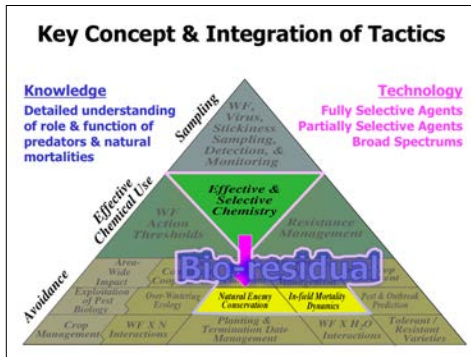 Key Concept & Integration of Tactics
Knowledge
Detailed understanding
of role & function of
predators & natural
mortalities
Technology
Fully Selective Agents
Partially Selective Agents
Broad Spectrums
Sampling
WF,
Virus,
Stickiness
Sampling,
Detection, &
Monitoring
Effective
Chemical Use
Effective &
Selective
Chemistry
WF
Action
Thresholds
Resistance
Management
Bio-residual
Avoidance
Area-
Wide
Impact
Exploitation
of Pest
Biology
Over-Wintering
Ecology
Natural Enemy
Conservation
In-field Mortality
Dynamics
Pest & Outbreak
Prediction
Crop
Management
WF X N
Interactions
Planting &
Termination Date
Management
WF X H2O
Interactions
Tolerant /
Resistant
Varieties